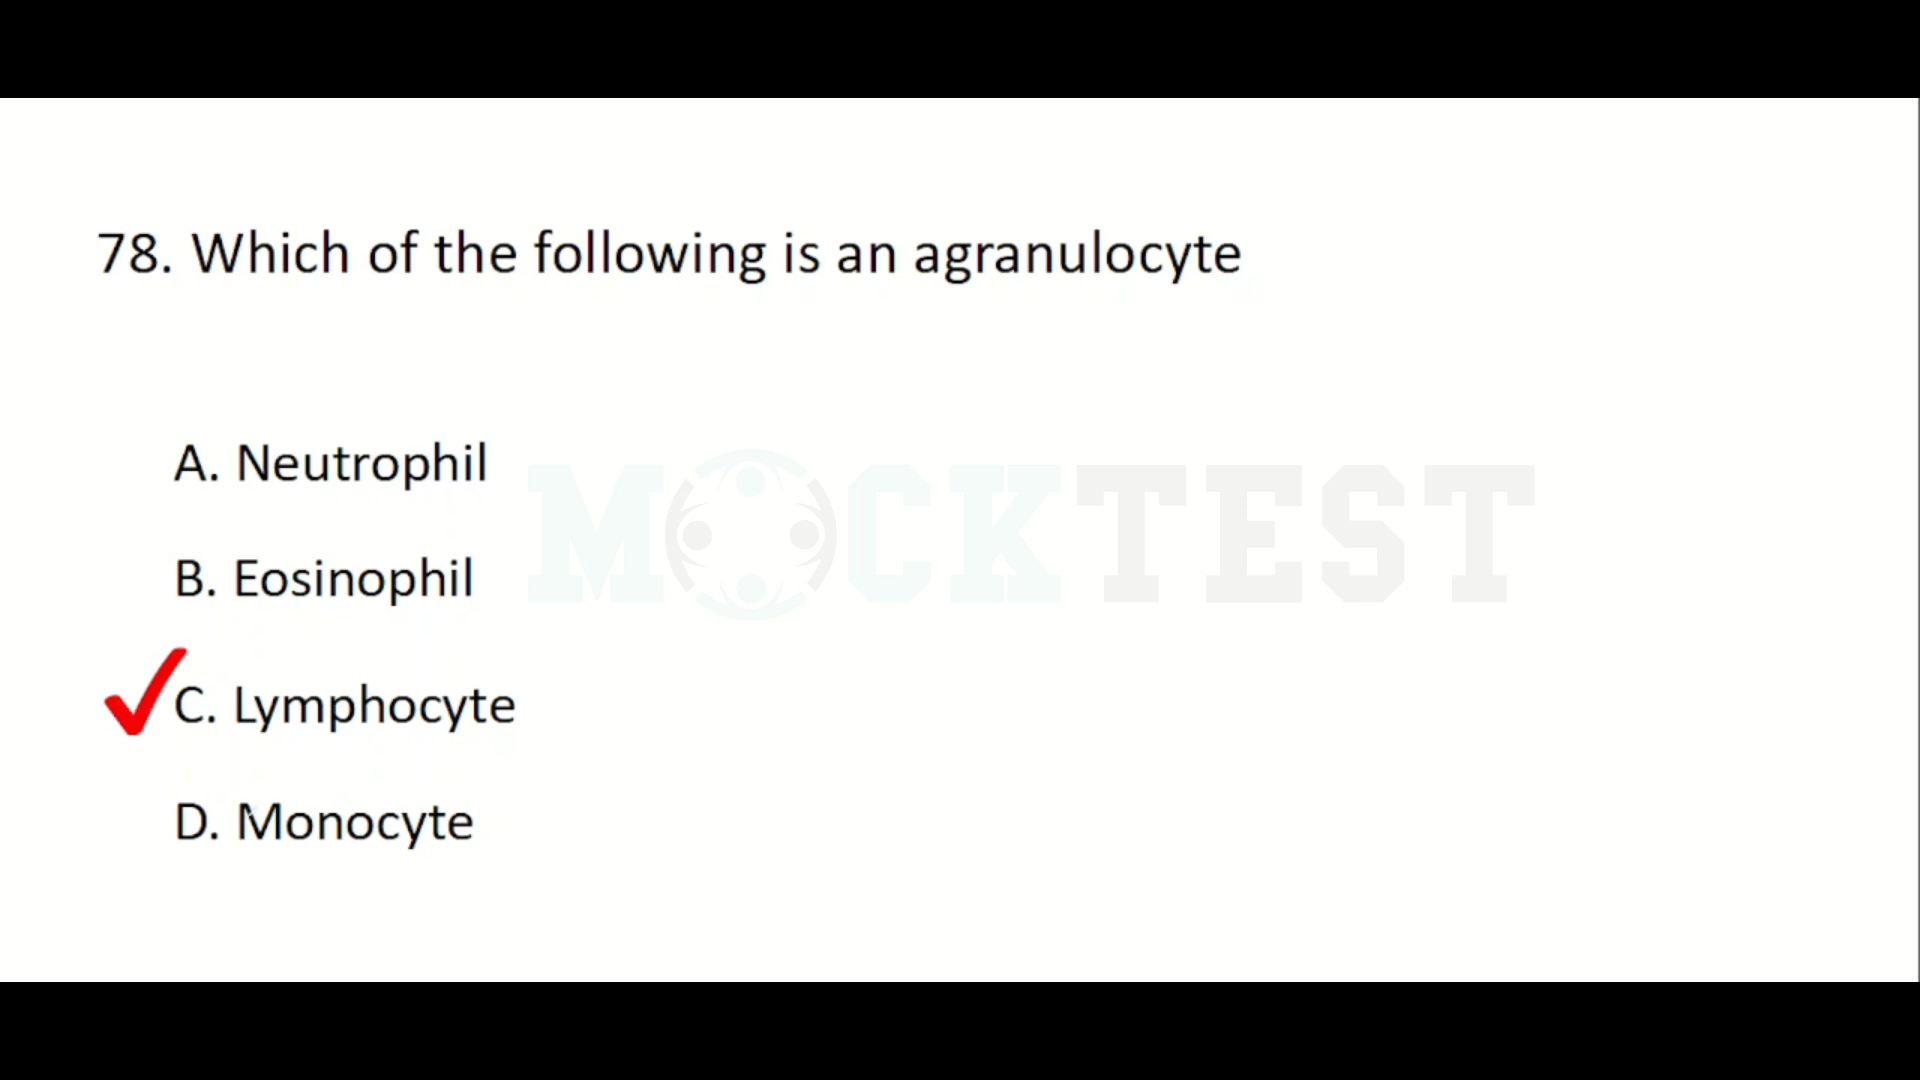 78. Which of the following is an agranulocyte
A. Neutrophil
B. Eosinophil
MOCKTEST
C. Lymphocyte
D. Monocyte